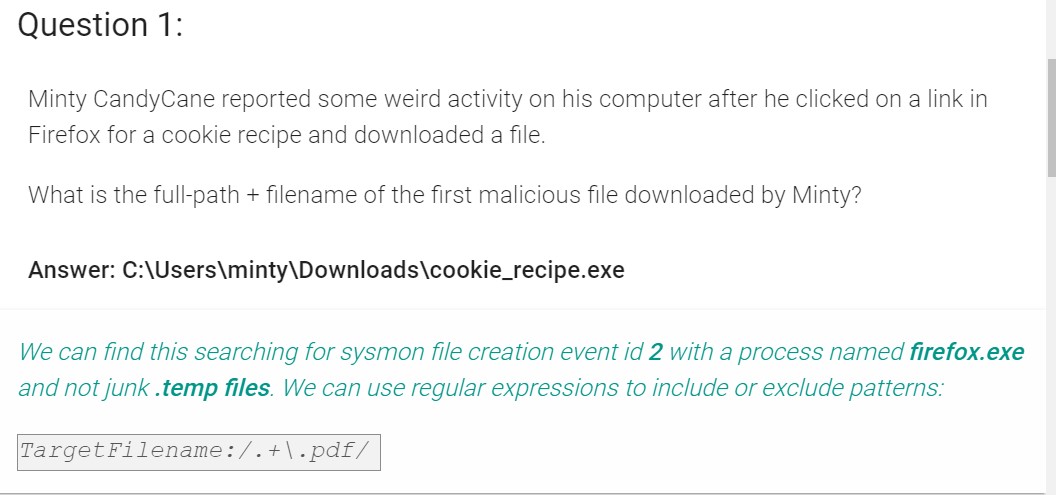 Question 1:
Minty CandyCane reported some weird activity on his computer after he clicked on a link in
Firefox for a cookie recipe and downloaded a file.
What is the full-path + filename of the first malicious file downloaded by Minty?
Answer: C:\Users\minty\Downloads\cookie_recipe.exe
We can find this searching for sysmon file creation event id 2 with a process named firefox.exe
and not junk .temp files. We can use regular expressions to include or exclude patterns:
TargetFilename:/.+\.pdf/